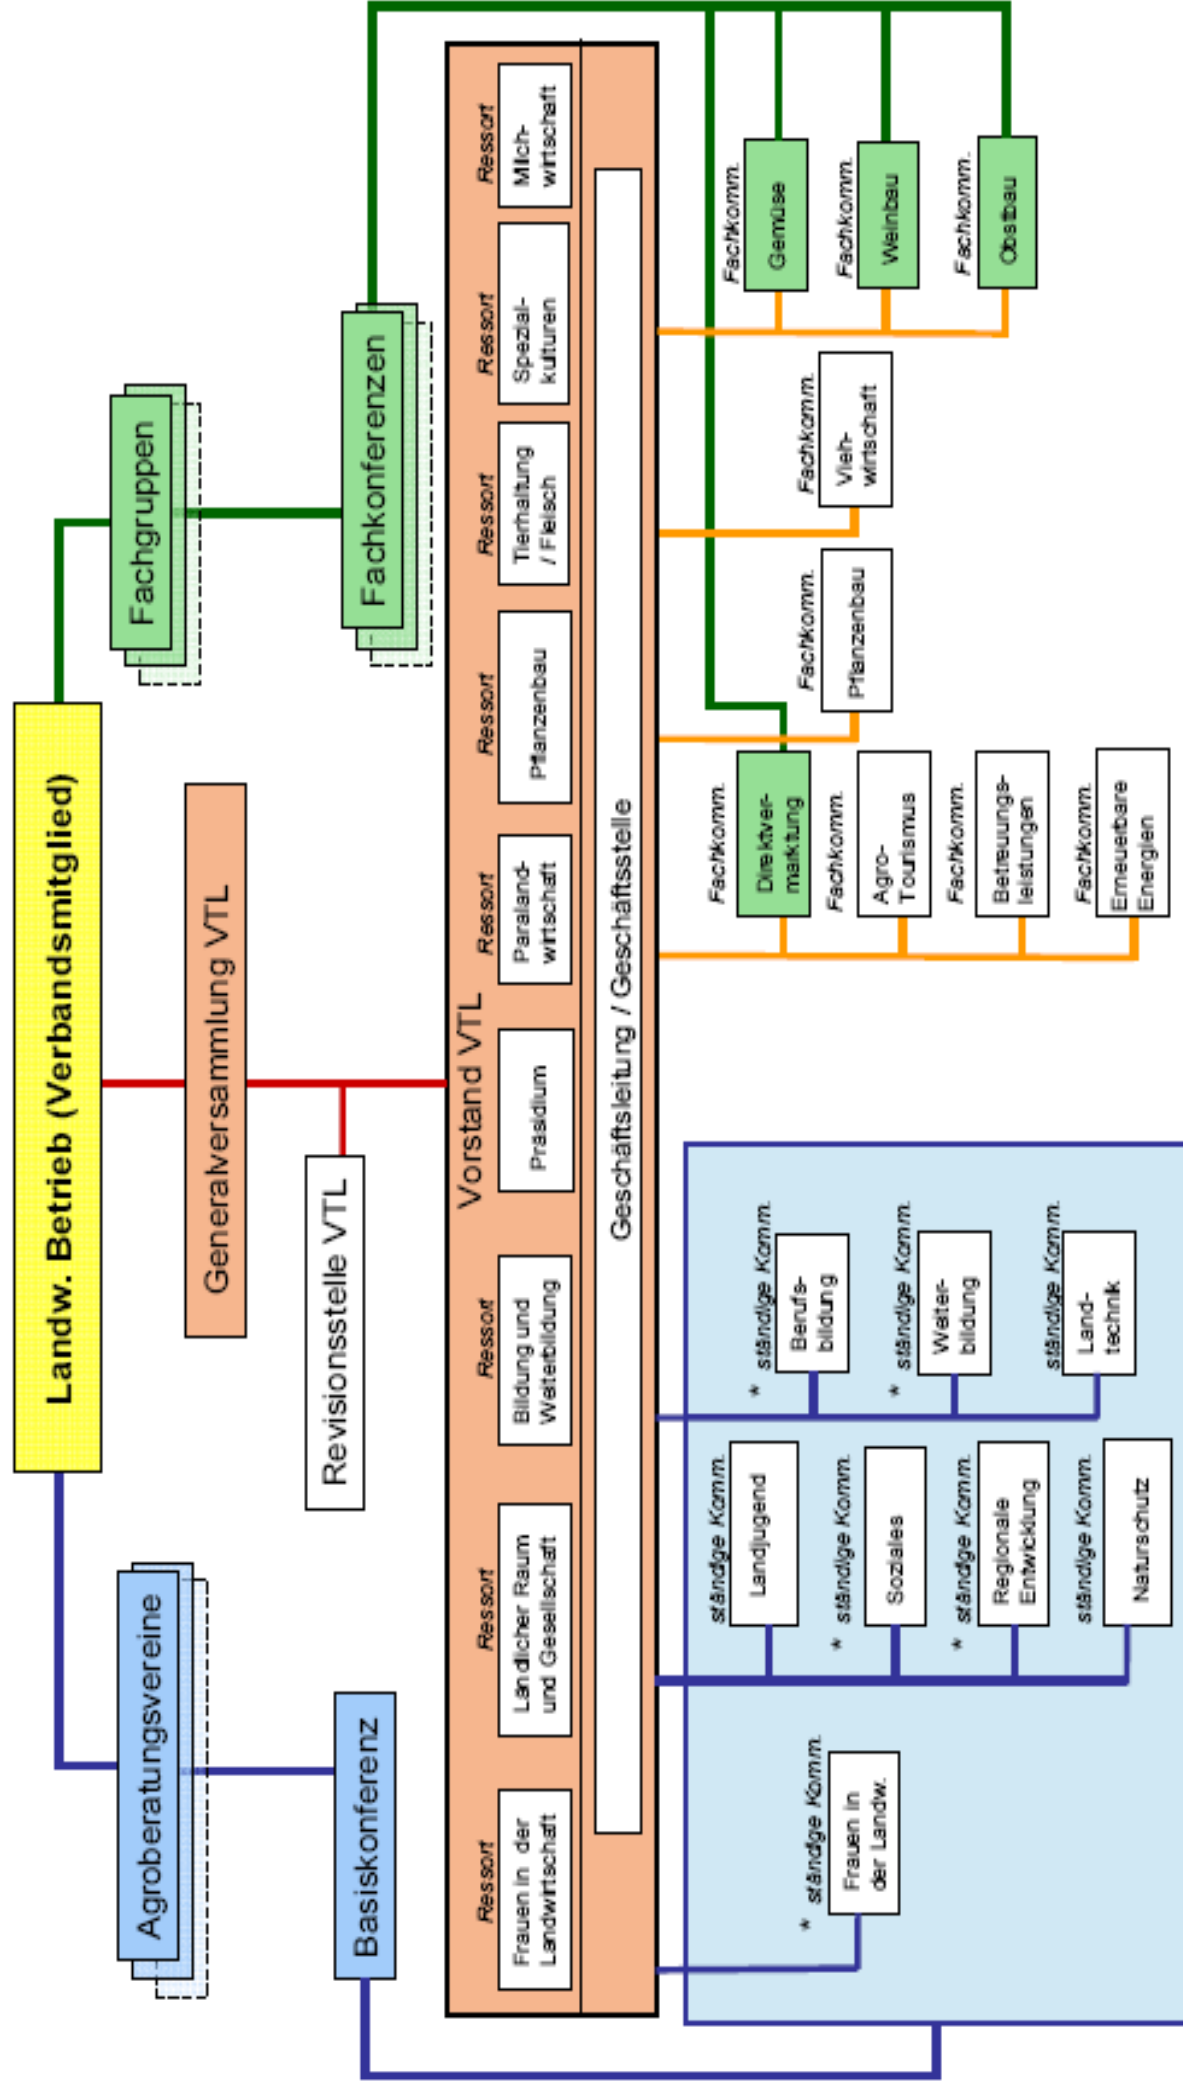 Landw. Betrieb (Verbandsmitglied)
Agroberatungsvereine
Generalversammlung VTL
Fachgruppen
Basiskonferenz
Revisionsstelle VTL
Fachkonferenzen
Vorstand VTL
Ressort
Frauen in der
Landwirtschaft
Ressort
Ländlicher Raum
und Gesellschaft
Ressort
Bildung und
Weiterbildung
Präsidium
Ressort
Paraland-
wirtschaft
Ressort
Pflanzenbau
Ressort
Tierhaltung
/ Fleisch
Ressort
Spezial-
kulturen
Ressort
Milch-
wirtschaft
Geschäftsleitung / Geschäftsstelle
* ständige Komm.
Frauen in
der Landw.
ständige Komm.
Landjugend
* ständige Komm.
Soziales
* ständige Komm.
Regionale
Entwicklung
ständige Komm.
Naturschutz
* ständige Komm.
Berufs-
bildung
* ständige Komm.
Weiter-
bildung
ständige Komm.
Land-
technik
Fachkomm.
Direktver-
marktung
Fachkomm.
Agro-
Tourismus
Fachkomm.
Betreuungs-
leistungen
Fachkomm.
Erneuerbare
Energien
Fachkomm.
Pflanzenbau
Fachkomm.
Vieh-
wirtschaft
Fachkomm.
Gemüse
Fachkomm.
Weinbau
Fachkomm.
Obstbau